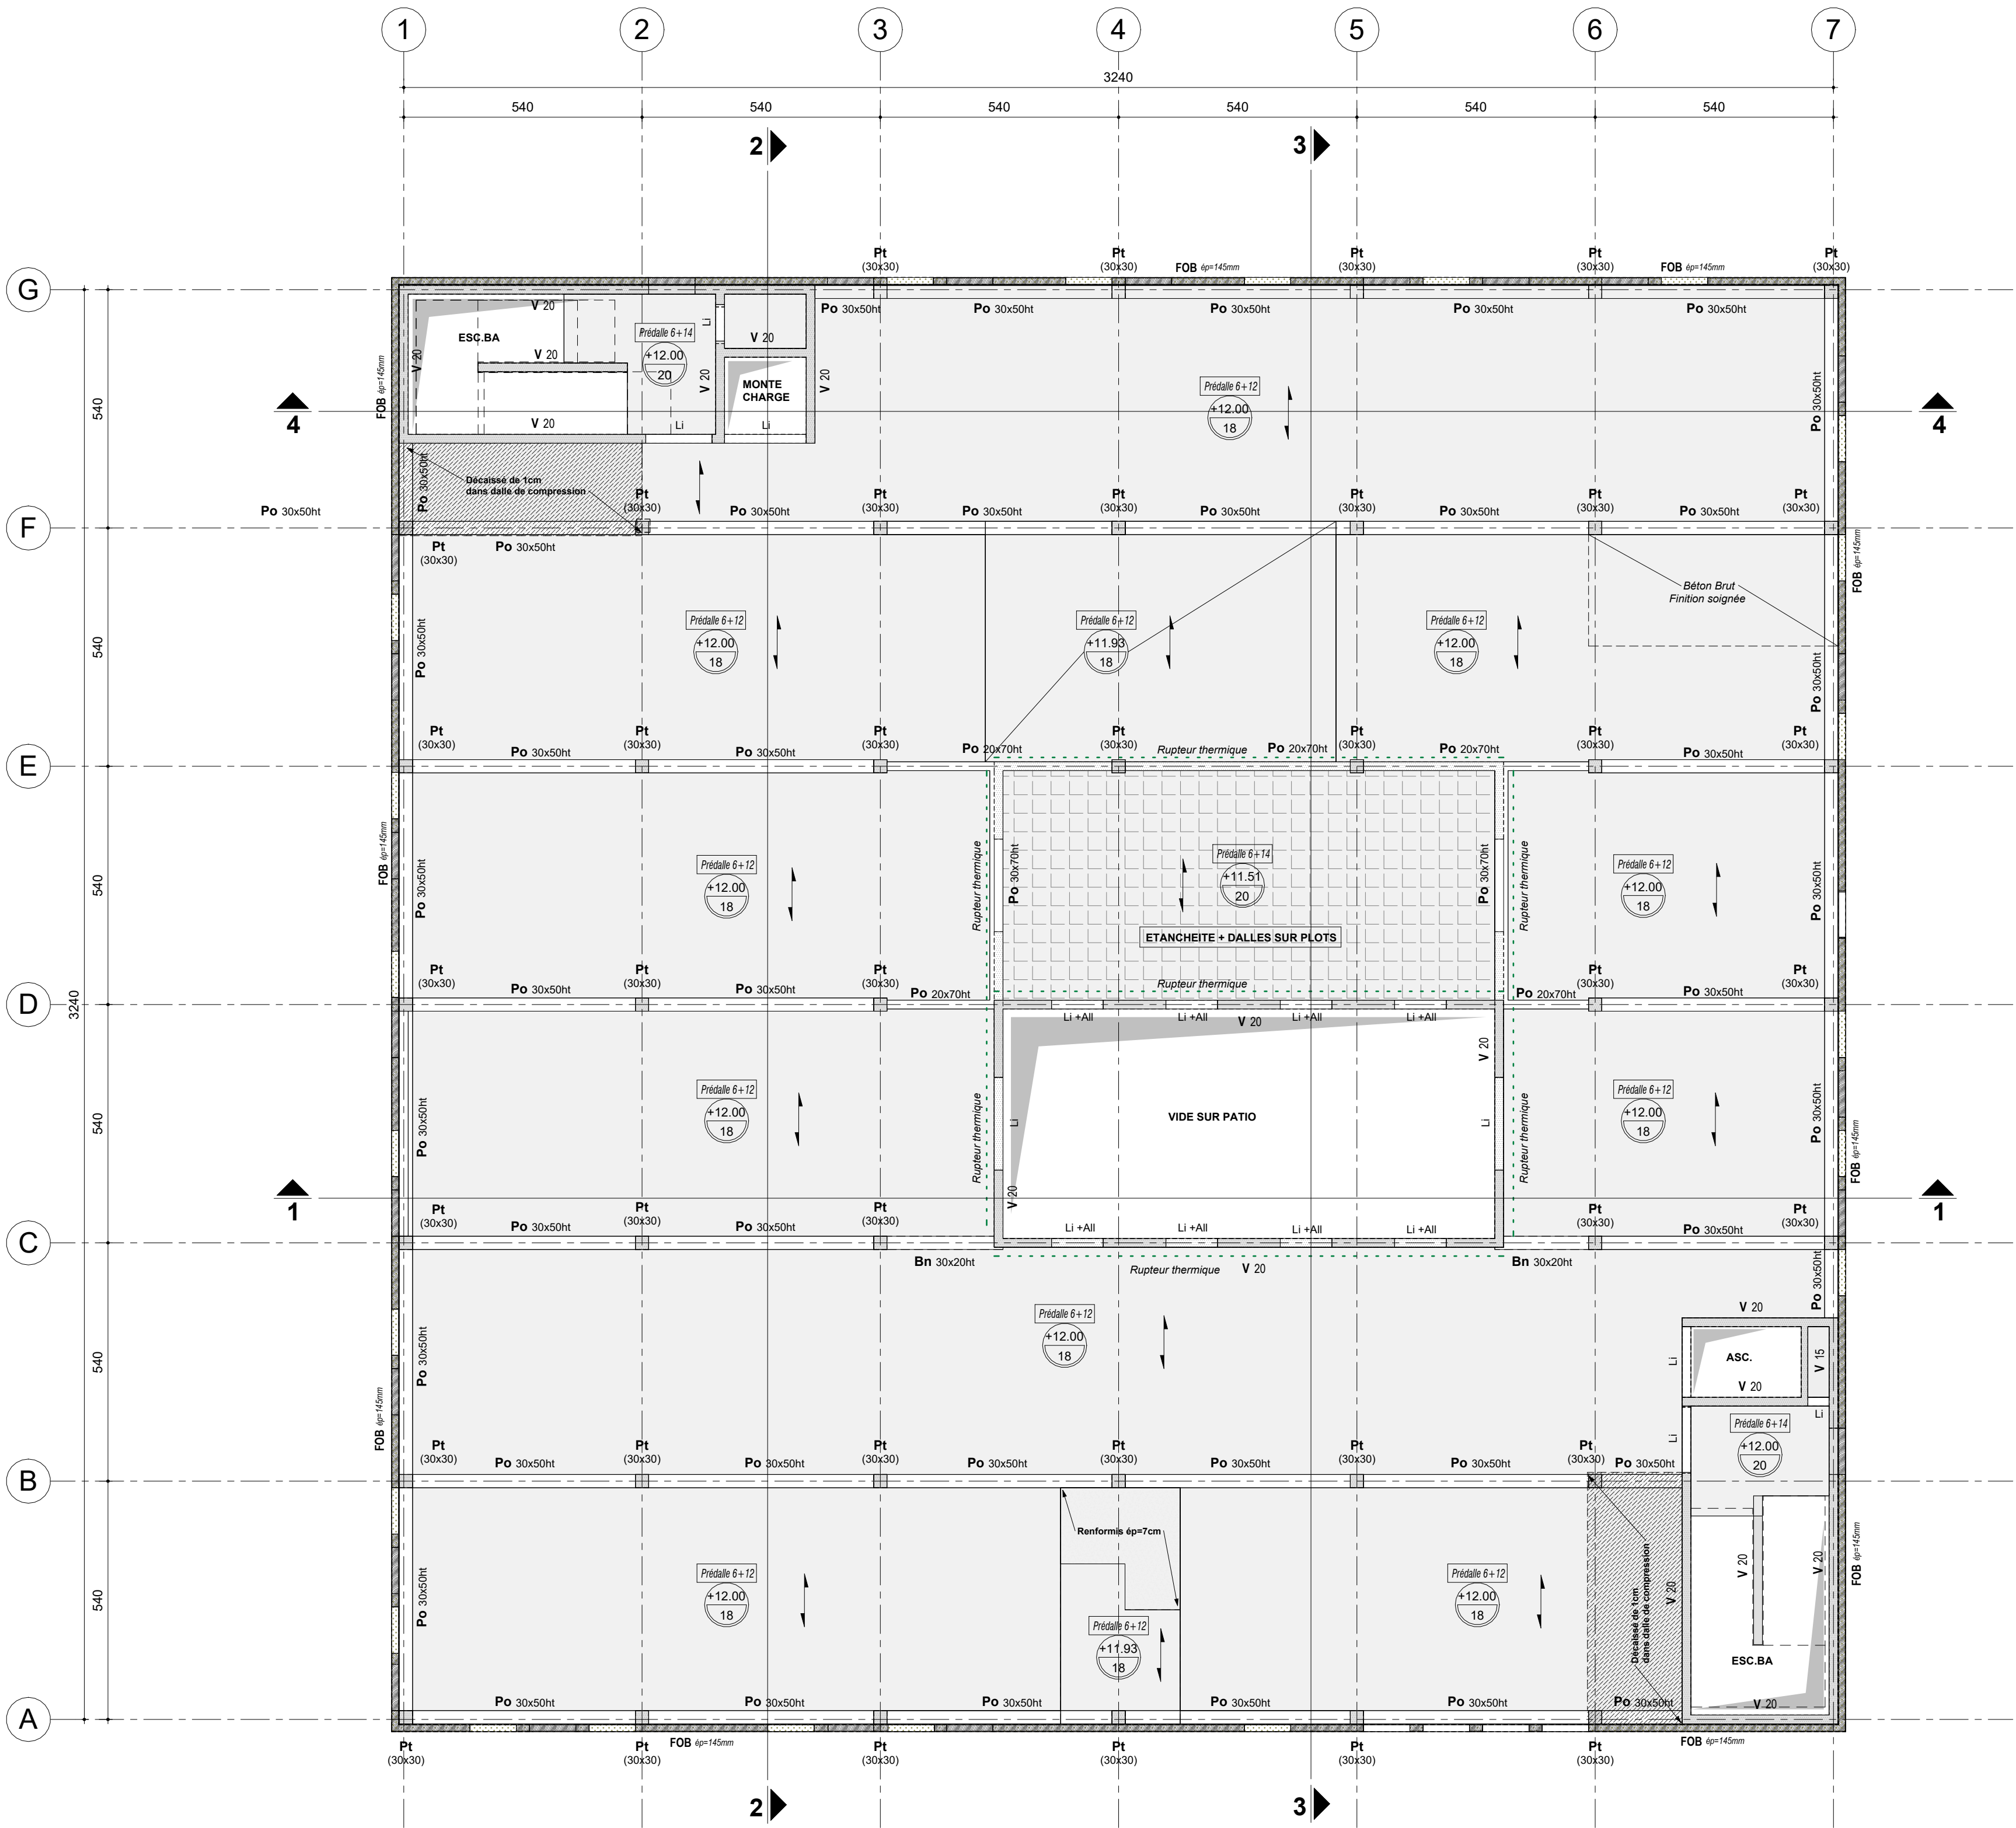 1 2 3 4 5 6 7
3240
540 540 540 540 540 540
2 3
Pt Pt Pt Pt Pt
(30x30) (30x30) (30x30) (30x30) (30x30)
FOB ép=145mm FOB ép=145mm
G
Po 30x50ht Po 30x50ht Po 30x50ht Po 30x50ht Po 30x50ht
V 20
ESC.BA
Prédalle 6+14
+12.00
20
Li
V 20
V 20
V 20
FOB ép=145mm
V 20
V 20
MONTE
CHARGE
V 20
Li
Li
Prédalle 6+12
+12.00
18
Po 30x50ht
540
4 4
Po 30x50ht
Décaissé de 1cm
dans dalle de compression
Pt Pt Pt Pt Pt Pt
(30x30) (30x30) (30x30) (30x30) (30x30) (30x30)
Po 30x50ht Po 30x50ht Po 30x50ht Po 30x50ht Po 30x50ht Po 30x50ht
F
Pt
(30x30)
Po 30x50ht
FOB ép=145mm
Béton Brut
Finition soignée
540
Po 30x50ht
Prédalle 6+12
+12.00
18
Prédalle 6+12
+11.93
18
Prédalle 6+12
+12.00
18
Po 30x50ht
Pt Pt Pt Pt Pt Pt
(30x30) (30x30) (30x30) (30x30) (30x30) (30x30)
Po 30x50ht Po 30x50ht Po 20x70ht Rupteur thermique Po 20x70ht Po 20x70ht Po 30x50ht
E
540
FOB ép=145mm
Po 30x50ht
Prédalle 6+12
+12.00
18
Rupteur thermique
Po 30x70ht
Prédalle 6+14
+11.51
20
ETANCHEITE + DALLES SUR PLOTS
Po 30x70ht
Rupteur thermique
Prédalle 6+12
+12.00
18
Po 30x50ht
Pt Pt Pt Pt Pt
(30x30) (30x30) (30x30) (30x30) (30x30)
Po 30x50ht Po 30x50ht Po 20x70ht Rupteur thermique Po 20x70ht Po 30x50ht
D
3240
Li +All Li +All V 20 Li +All Li +All
V 20
540
Po 30x50ht
Prédalle 6+12
+12.00
18
Rupteur thermique
Li
VIDE SUR PATIO
Li
Rupteur thermique
Prédalle 6+12
+12.00
18
Po 30x50ht
FOB ép=145mm
V 20
1 1
Pt Pt Pt Pt Pt
(30x30) (30x30) (30x30) (30x30) (30x30)
Po 30x50ht Po 30x50ht Li +All Li +All Li +All Li +All Po 30x50ht
C
Bn 30x20ht Rupteur thermique V 20 Bn 30x20ht
Po 30x50ht
540
Po 30x50ht
Prédalle 6+12
+12.00
18
V 20
Li
ASC.
V 15
V 20
Li
Li
Prédalle 6+14
+12.00
20
FOB ép=145mm
Pt Pt Pt Pt Pt Pt
(30x30) (30x30) (30x30) (30x30) (30x30) (30x30)
Po 30x50ht Po 30x50ht Po 30x50ht Po 30x50ht Po 30x50ht Po 30x50ht
B
Renformis ép=7cm
540
Po 30x50ht
Prédalle 6+12
+12.00
18
Prédalle 6+12
+11.93
18
Prédalle 6+12
+12.00
18
Décaissé de 1cm
dans dalle de compression
V 20
V 20
V 20
ESC.BA
V 20
FOB ép=145mm
Po 30x50ht Po 30x50ht Po 30x50ht Po 30x50ht Po 30x50ht Po 30x50ht
A
FOB ép=145mm FOB ép=145mm
Pt Pt Pt Pt Pt Pt
(30x30) (30x30) (30x30) (30x30) (30x30) (30x30)
2 3